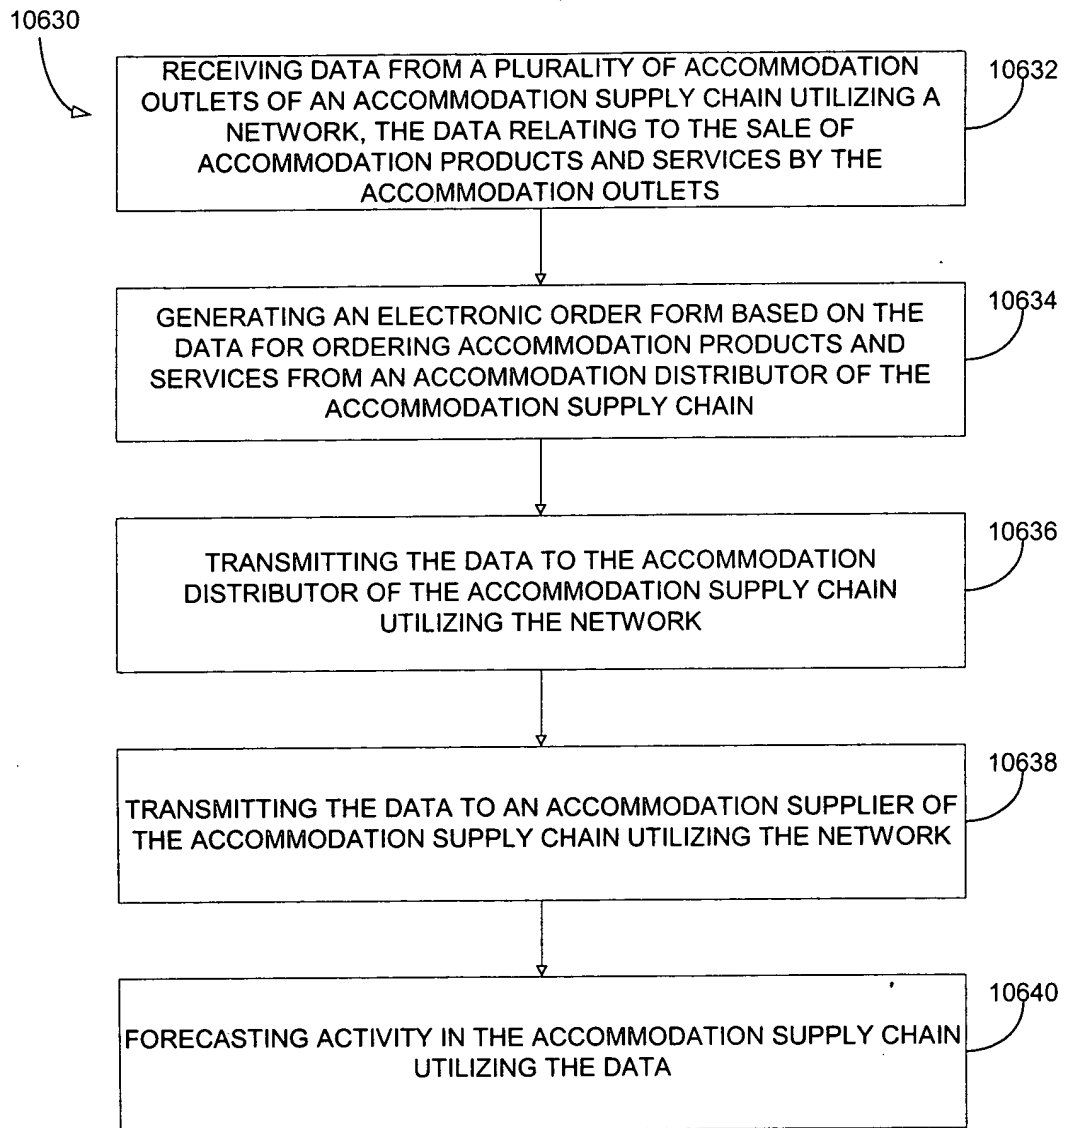 10630
RECEIVING DATA FROM A PLURALITY OF ACCOMMODATION
OUTLETS OF AN ACCOMMODATION SUPPLY CHAIN UTILIZING A
NETWORK, THE DATA RELATING TO THE SALE OF
ACCOMMODATION PRODUCTS AND SERVICES BY THE
ACCOMMODATION OUTLETS
10632
GENERATING AN ELECTRONIC ORDER FORM BASED ON THE
DATA FOR ORDERING ACCOMMODATION PRODUCTS AND
SERVICES FROM AN ACCOMMODATION DISTRIBUTOR OF THE
ACCOMMODATION SUPPLY CHAIN
10634
TRANSMITTING THE DATA TO THE ACCOMMODATION
DISTRIBUTOR OF THE ACCOMMODATION SUPPLY CHAIN
UTILIZING THE NETWORK
10636
TRANSMITTING THE DATA TO AN ACCOMMODATION SUPPLIER OF
THE ACCOMMODATION SUPPLY CHAIN UTILIZING THE NETWORK
10638
FORECASTING ACTIVITY IN THE ACCOMMODATION SUPPLY CHAIN
UTILIZING THE DATA
10640